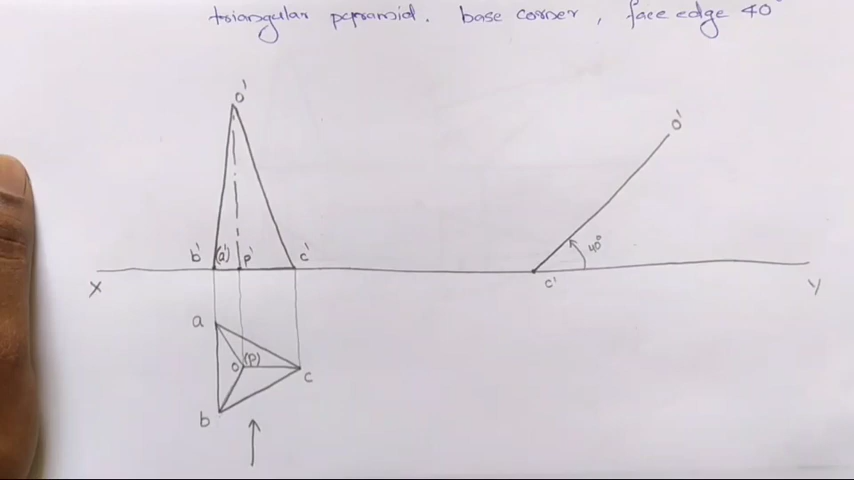 triangular pyramid. base corner, face edge 40°
o'
o'
40°
b' (a') p' c'
c'
X
Y
a
o (p)
c
b